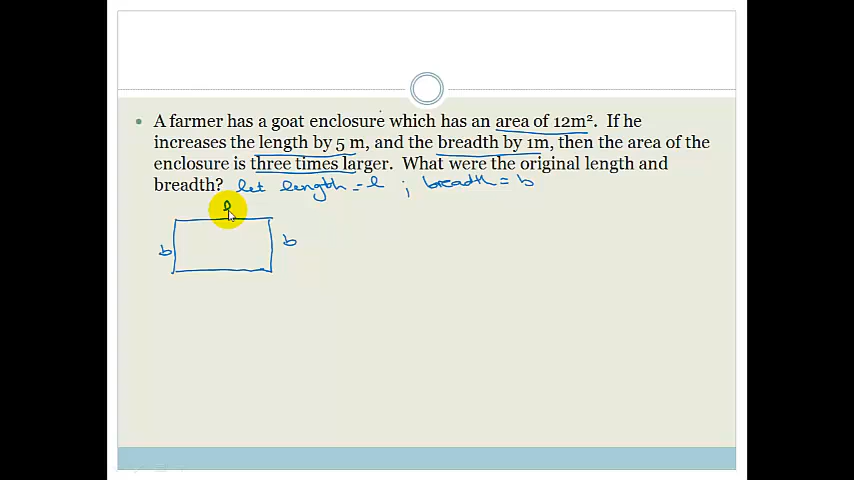 A farmer has a goat enclosure which has an area of 12m². If he
increases the length by 5 m, and the breadth by 1m, then the area of the
enclosure is three times larger. What were the original length and
breadth? let length = l ; breadth = b
l
b b